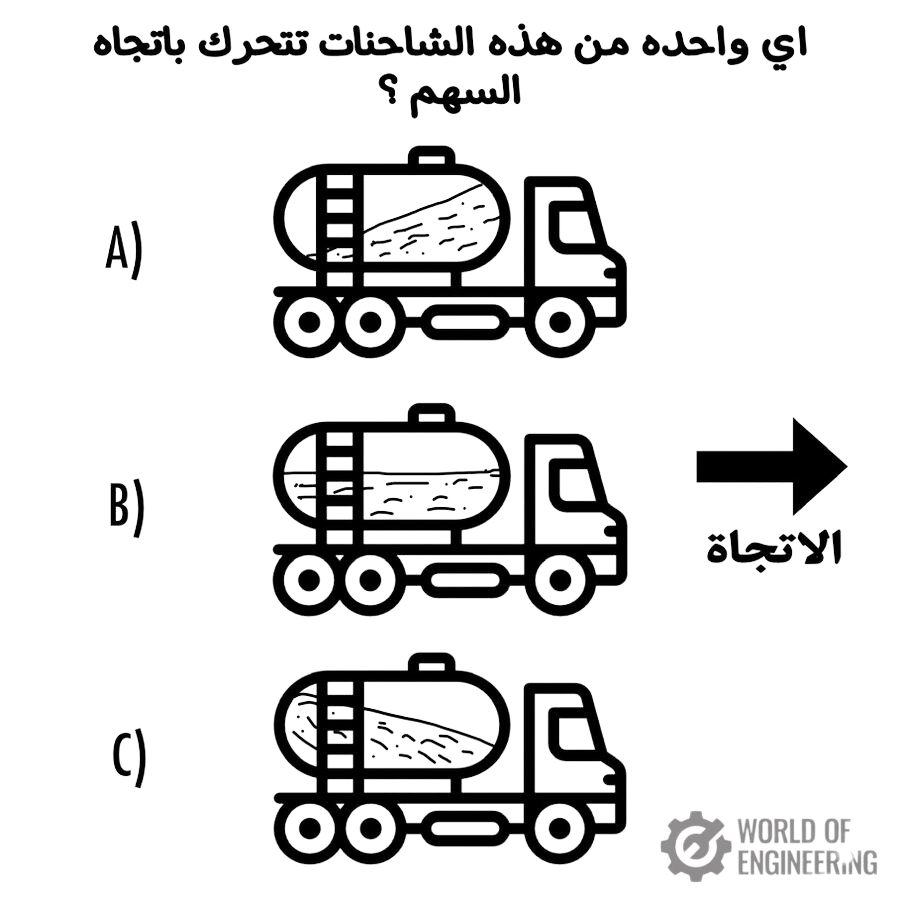 اي واحده من هذه الشاحنات تتحرك باتجاه
السهم ؟
A)
B)
الاتجاة
C)
WORLD OF
ENGINEERING